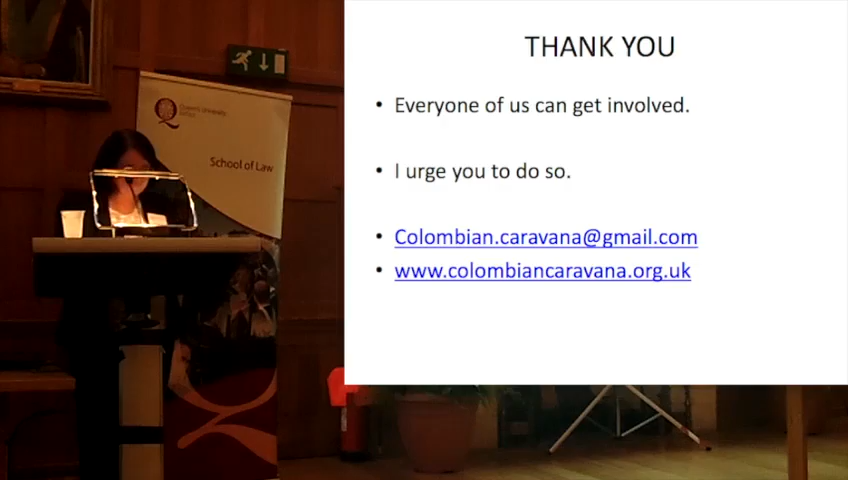 THANK YOU
Everyone of us can get involved.
I urge you to do so.
Colombian.caravana@gmail.com
www.colombiancaravana.org.uk
Queen's University
Belfast
School of Law